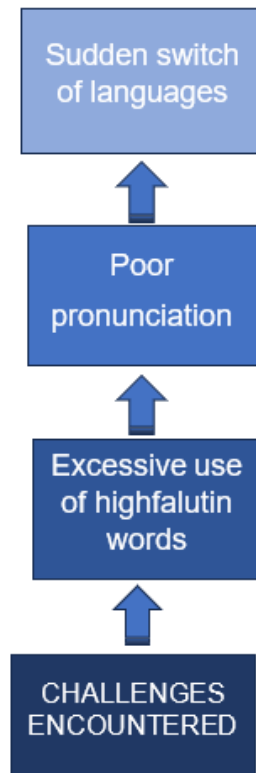 Sudden switch
of languages
Poor
pronunciation
Excessive use
of highfalutin
words
CHALLENGES
ENCOUNTERED